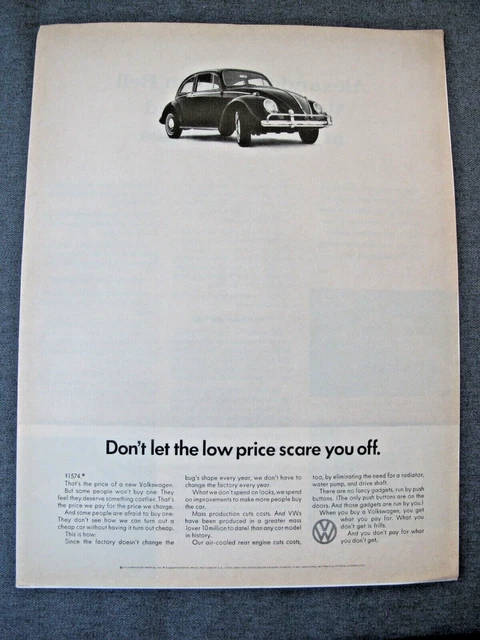 Don't let the low price scare you off.
$1574.*
That's the price of a new Volkswagen.
But some people won't buy one: They
feel they deserve something costlier. That's
the price we pay for the price we charge.
And some people are afraid to buy one:
They don't see how we can turn out a
cheap car without having it turn out cheap.
This is how:
Since the factory doesn't change the
bug's shape every year, we don't have to
change the factory every year.
What we don't spend on looks, we spend
on improvements to make more people buy
the car.
Mass production cuts costs. And VWs
have been produced in a greater mass
(over 10 million to date) than any car model
in history.
Our air-cooled rear engine cuts costs,
too, by eliminating the need for a radiator,
water pump, and drive shaft.
There are no fancy gadgets, run by push
buttons. (The only push buttons are on the
doors. And those gadgets are run by you.)
When you buy a Volkswagen, you get
what you pay for. What you
don't get is frills.
And you don't pay for what
you don't get.
VW